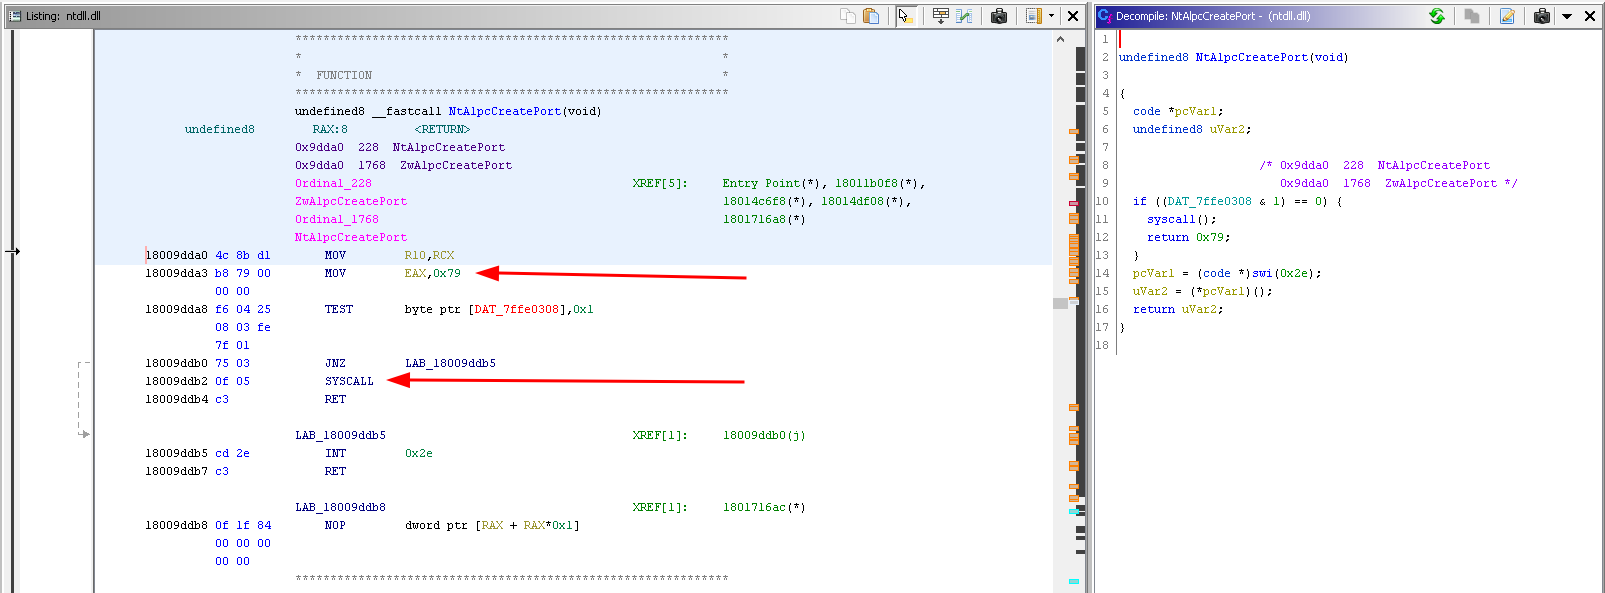 Listing: ntdll.dll
*************************************************************
* *
* FUNCTION *
*************************************************************
undefined8 __fastcall NtAlpcCreatePort(void)
undefined8 RAX:8 <RETURN>
0x9dda0 228 NtAlpcCreatePort
0x9dda0 1768 ZwAlpcCreatePort
Ordinal_228 XREF[5]: Entry Point(*), 18011b0f8(*),
ZwAlpcCreatePort 18014c6f8(*), 18014df08(*),
Ordinal_1768 1801716a8(*)
NtAlpcCreatePort
18009dda0 4c 8b d1 MOV R10,RCX
18009dda3 b8 79 00 MOV EAX,0x79
00 00
18009dda8 f6 04 25 TEST byte ptr [DAT_7ffe0308],0x1
08 03 fe
7f 01
18009ddb0 75 03 JNZ LAB_18009ddb5
18009ddb2 0f 05 SYSCALL
18009ddb4 c3 RET
LAB_18009ddb5 XREF[1]: 18009ddb0(j)
18009ddb5 cd 2e INT 0x2e
18009ddb7 c3 RET
LAB_18009ddb8 XREF[1]: 1801716ac(*)
18009ddb8 0f 1f 84 NOP dword ptr [RAX + RAX*0x1]
00 00 00
00 00
*************************************************************
Decompile: NtAlpcCreatePort - (ntdll.dll)
1
2 undefined8 NtAlpcCreatePort(void)
3
4 {
5 code *pcVar1;
6 undefined8 uVar2;
7
8 /* 0x9dda0 228 NtAlpcCreatePort
9 0x9dda0 1768 ZwAlpcCreatePort */
10 if ((DAT_7ffe0308 & 1) == 0) {
11 syscall();
12 return 0x79;
13 }
14 pcVar1 = (code *)swi(0x2e);
15 uVar2 = (*pcVar1)();
16 return uVar2;
17 }
18